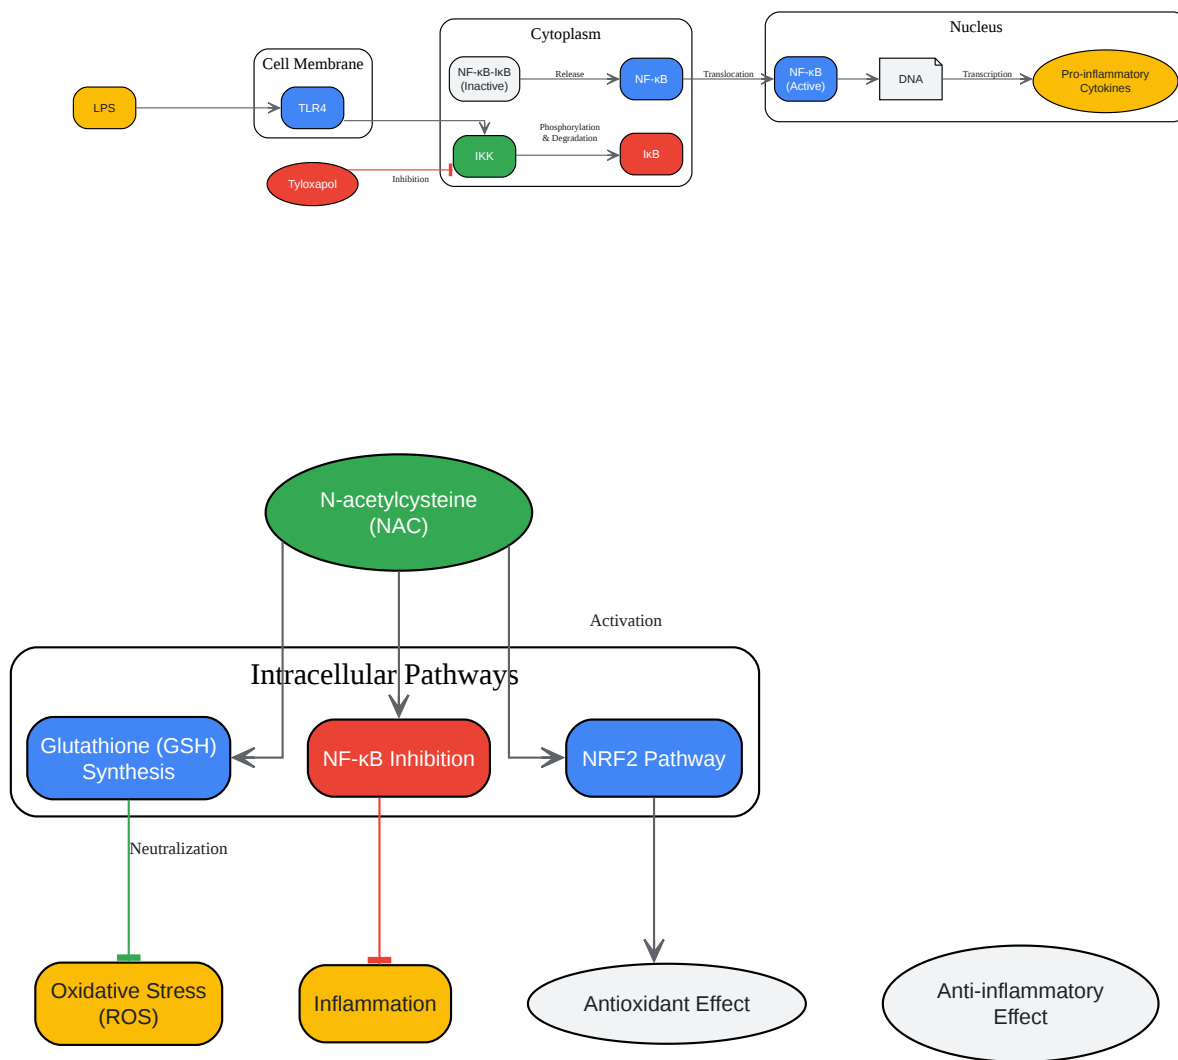 Cell Membrane
Cytoplasm
Nucleus
LPS
TLR4
NF-κB-IκB
(Inactive)
Release
NF-κB
Translocation
NF-κB
(Active)
DNA
Transcription
Pro-inflammatory
Cytokines
Phosphorylation
& Degradation
IKK
IκB
Tyloxapol
Inhibition
N-acetylcysteine
(NAC)
Activation
Intracellular Pathways
Glutathione (GSH)
Synthesis
NF-κB Inhibition
NRF2 Pathway
Neutralization
Oxidative Stress
(ROS)
Inflammation
Antioxidant Effect
Anti-inflammatory
Effect